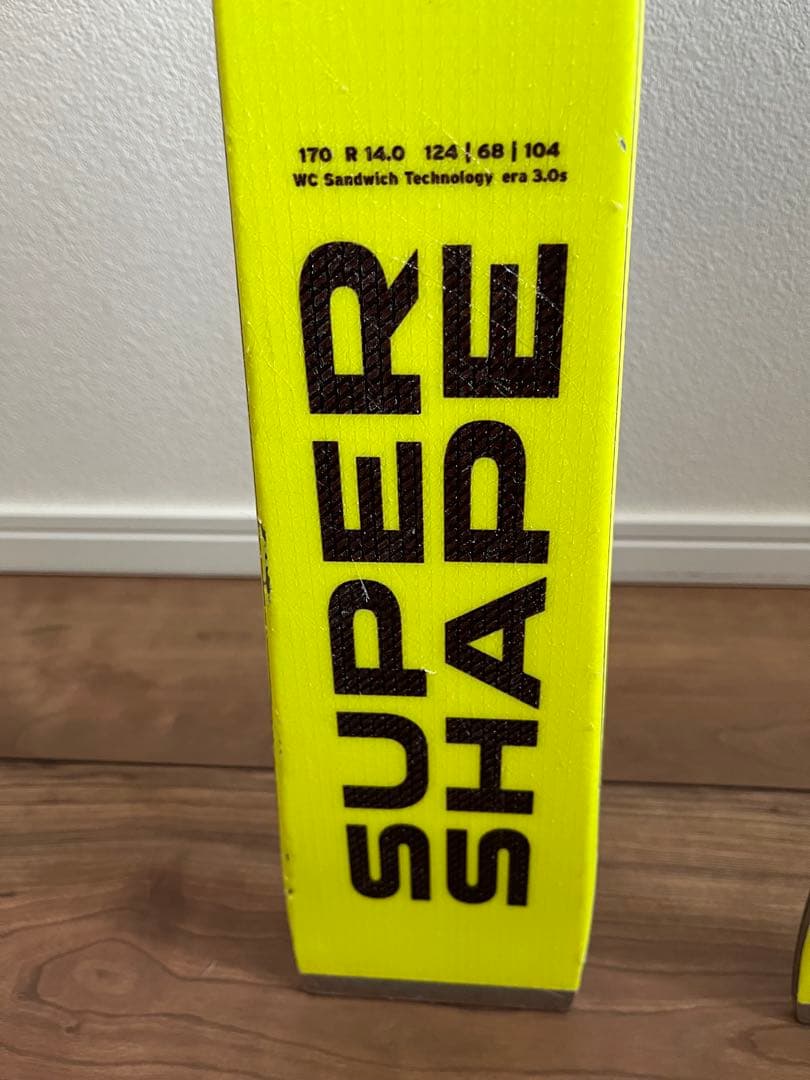 170 R 14.0 124 | 68 | 104
WC Sandwich Technology era 3.0s
SUPER
SHAPE